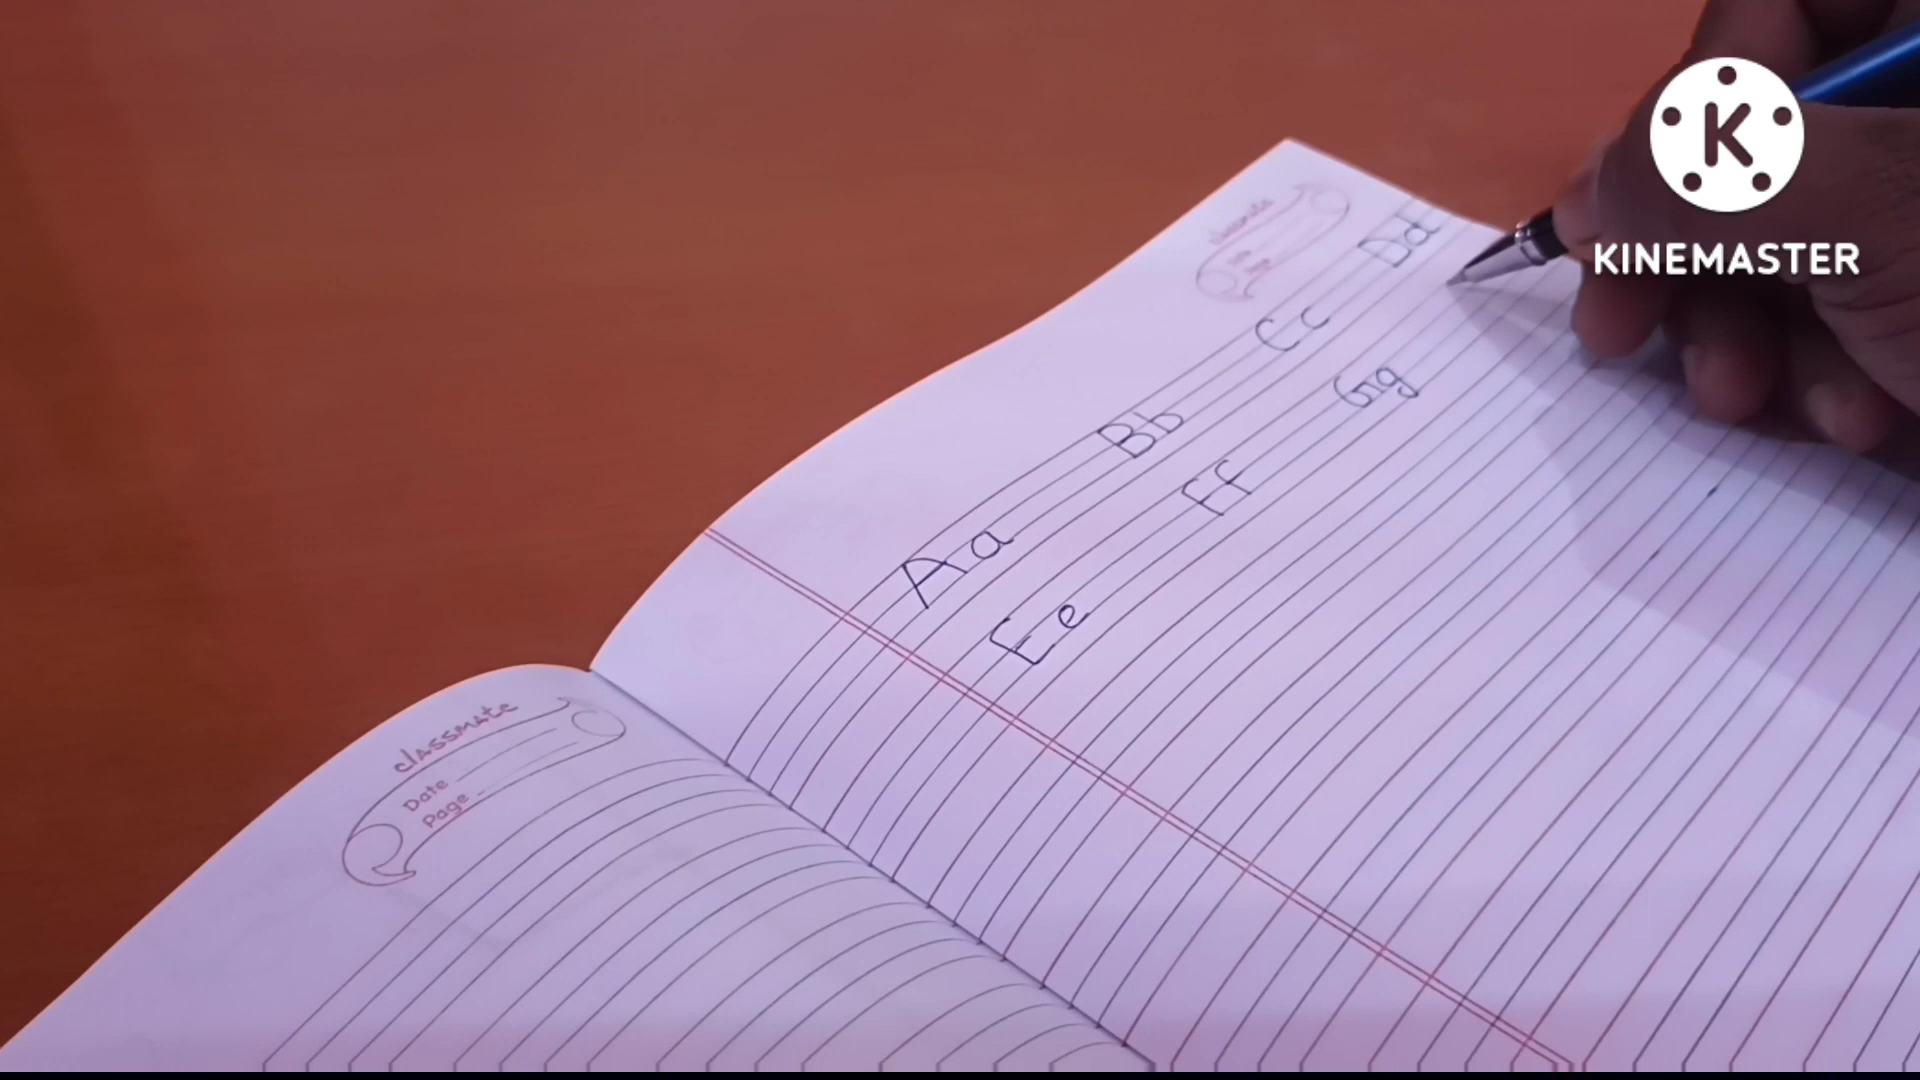 KINEMASTER
classmate
Aa Bb Cc Dd
Ee Ff Gg
classmate
Date
Page